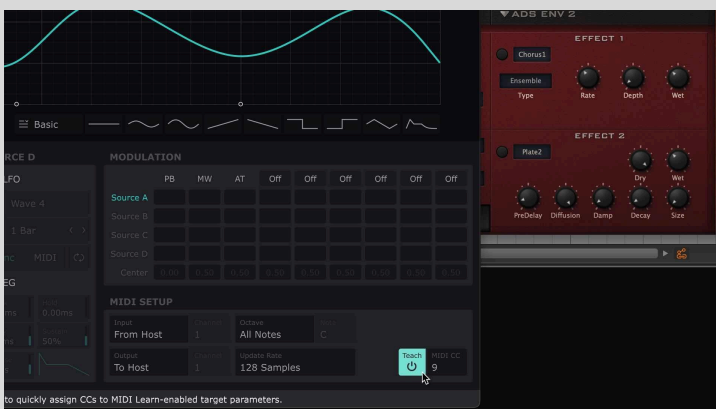 ADS ENV 2
EFFECT 1
Chorus1
Ensemble
Type
Rate
Depth
Wet
EFFECT 2
Plate2
Dry
Wet
PreDelay
Diffusion
Damp
Decay
Size
Basic
RCE D
LFO
Wave 4
1 Bar
nc
MIDI
EG
ms
0.00ms
50%
MODULATION
PB MW AT Off Off Off Off Off Off
Source A
Source B
Source C
Source D
Center 0.00 0.50 0.50 0.50 0.50 0.50 0.50 0.50 0.50
MIDI SETUP
Input
From Host
Channel
1
Octave
All Notes
C
Output
To Host
Channel
1
Update Rate
128 Samples
Teach
MIDI CC
9
to quickly assign CCs to MIDI Learn-enabled target parameters.